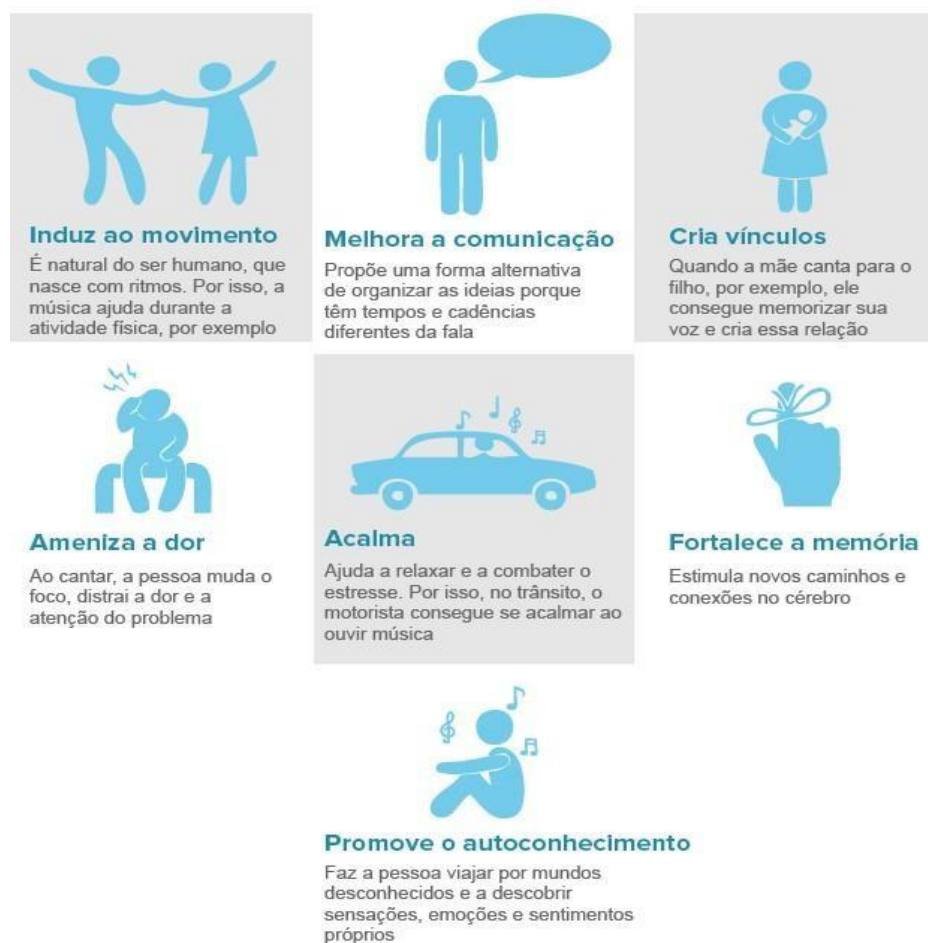 Induz ao movimento
É natural do ser humano, que
nasce com ritmos. Por isso, a
música ajuda durante a
atividade física, por exemplo
Melhora a comunicação
Propõe uma forma alternativa
de organizar as ideias porque
têm tempos e cadências
diferentes da fala
Cria vínculos
Quando a mãe canta para o
filho, por exemplo, ele
consegue memorizar sua
voz e cria essa relação
Ameniza a dor
Ao cantar, a pessoa muda o
foco, distrai a dor e a
atenção do problema
Acalma
Ajuda a relaxar e a combater o
estresse. Por isso, no trânsito, o
motorista consegue se acalmar ao
ouvir música
Fortalece a memória
Estimula novos caminhos e
conexões no cérebro
Promove o autoconhecimento
Faz a pessoa viajar por mundos
desconhecidos e a descobrir
sensações, emoções e sentimentos
próprios